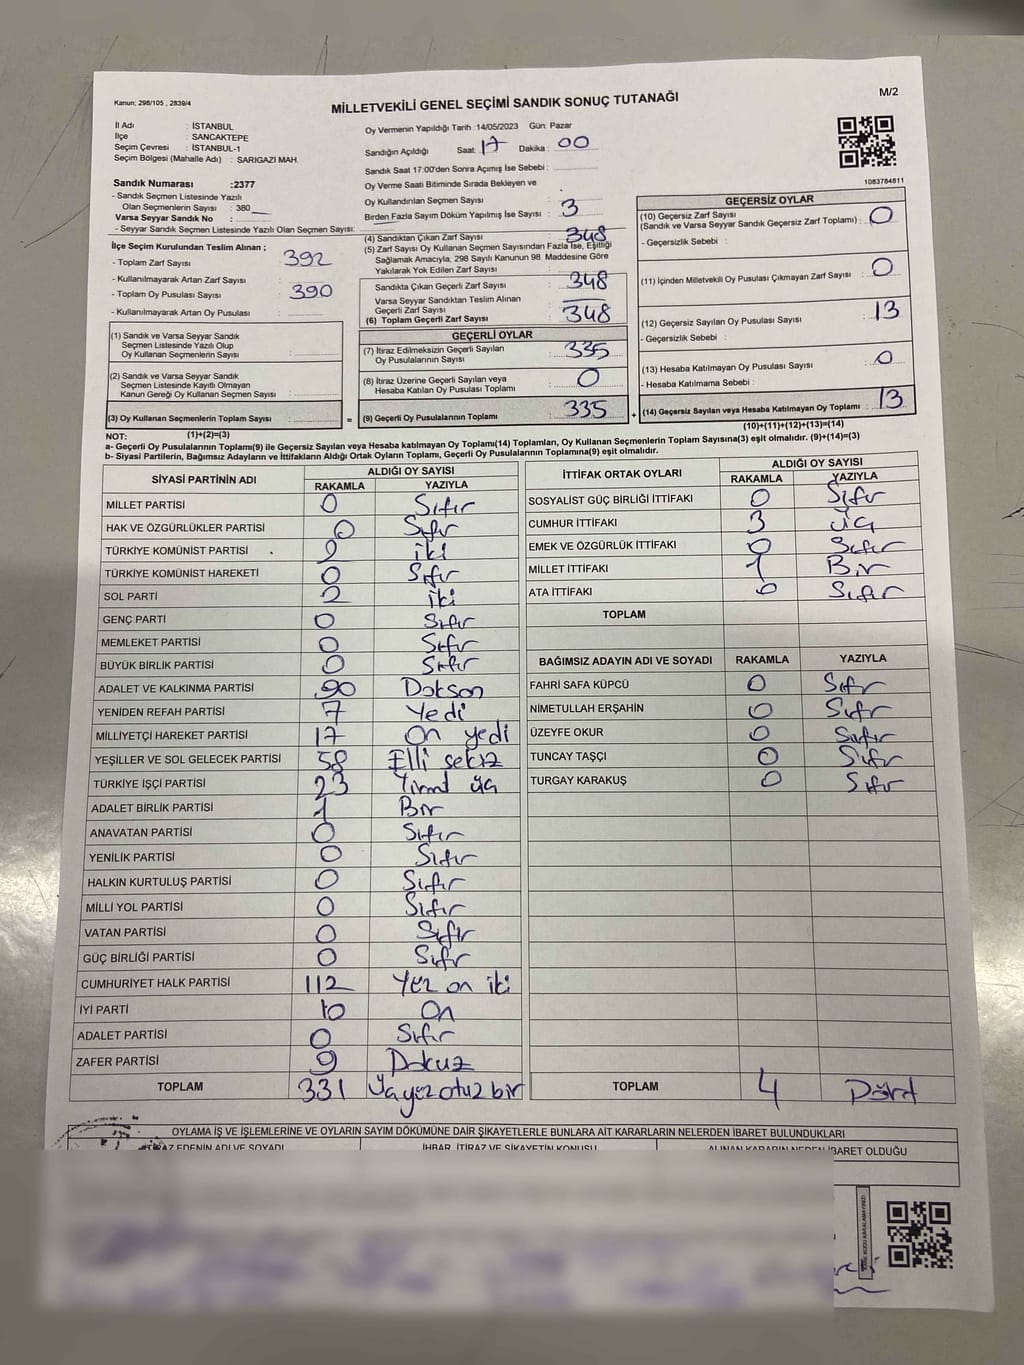 Kanun; 298/105 , 2839/4
MİLLETVEKİLİ GENEL SEÇİMİ SANDIK SONUÇ TUTANAĞI
M/2
İl Adı : İSTANBUL
İlçe : SANCAKTEPE
Seçim Çevresi : İSTANBUL-1
Seçim Bölgesi (Mahalle Adı) : SARIGAZİ MAH.
Sandık Numarası :2377
- Sandık Seçmen Listesinde Yazılı
Olan Seçmenlerin Sayısı : 380
Varsa Seyyar Sandık No :
- Seyyar Sandık Seçmen Listesinde Yazılı Olan Seçmen Sayısı:
İlçe Seçim Kurulundan Teslim Alınan ;
- Toplam Zarf Sayısı : 392
- Kullanılmayarak Artan Zarf Sayısı :
- Toplam Oy Pusulası Sayısı : 390
- Kullanılmayarak Artan Oy Pusulası :
(1) Sandık ve Varsa Seyyar Sandık
Seçmen Listesinde Yazılı Olup
Oy Kullanan Seçmenlerin Sayısı :
(2) Sandık ve Varsa Seyyar Sandık
Seçmen Listesinde Kayıtlı Olmayan
Kanun Gereği Oy Kullanan Seçmen Sayısı :
(3) Oy Kullanan Seçmenlerin Toplam Sayısı :
(1)+(2)=(3)
Oy Vermenin Yapıldığı Tarih :14/05/2023 Gün: Pazar
Sandığın Açıldığı Saat: 17 Dakika : 00
Sandık Saat 17:00'den Sonra Açımış İse Sebebi :
Oy Verme Saati Bitiminde Sırada Bekleyen ve
Oy Kullandırılan Seçmen Sayısı : 3
Birden Fazla Sayım Döküm Yapılmış İse Sayısı :
(4) Sandıktan Çıkan Zarf Sayısı : 348
(5) Zarf Sayısı Oy Kullanan Seçmen Sayısından Fazla İse, Eşitliği
Sağlamak Amacıyla, 298 Sayılı Kanunun 98. Maddesine Göre
Yakılarak Yok Edilen Zarf Sayısı :
Sandıkta Çıkan Geçerli Zarf Sayısı : 348
Varsa Seyyar Sandıktan Teslim Alınan
Geçerli Zarf Sayısı :
(6) Toplam Geçerli Zarf Sayısı : 348
GEÇERLİ OYLAR
(7) İtiraz Edilmeksizin Geçerli Sayılan
Oy Pusulalarının Sayısı : 335
(8) İtiraz Üzerine Geçerli Sayılan veya
Hesaba Katılan Oy Pusulası Toplamı : 0
= (9) Geçerli Oy Pusulalarının Toplamı : 335
1083784811
GEÇERSİZ OYLAR
(10) Geçersiz Zarf Sayısı
(Sandık ve Varsa Seyyar Sandık Geçersiz Zarf Toplamı) : 0
- Geçersizlik Sebebi :
(11) İçinden Milletvekili Oy Pusulası Çıkmayan Zarf Sayısı : 0
(12) Geçersiz Sayılan Oy Pusulası Sayısı : 13
- Geçersizlik Sebebi :
(13) Hesaba Katılmayan Oy Pusulası Sayısı : 0
- Hesaba Katılmama Sebebi :
+ (14) Geçersiz Sayılan veya Hesaba Katılmayan Oy Toplamı : 13
(10)+(11)+(12)+(13)=(14)
NOT:
a- Geçerli Oy Pusulalarının Toplamı(9) ile Geçersiz Sayılan veya Hesaba katılmayan Oy Toplamı(14) Toplamları, Oy Kullanan Seçmenlerin Toplam Sayısına(3) eşit olmalıdır. (9)+(14)=(3)
b- Siyasi Partilerin, Bağımsız Adayların ve İttifakların Aldığı Ortak Oyların Toplamı, Geçerli Oy Pusulalarının Toplamına(9) eşit olmalıdır.
SİYASİ PARTİNİN ADI
ALDIĞI OY SAYISI
RAKAMLA YAZIYLA
MİLLET PARTİSİ 0 Sıfır
HAK VE ÖZGÜRLÜKLER PARTİSİ 0 Sıfır
TÜRKİYE KOMÜNİST PARTİSİ 2 iki
TÜRKİYE KOMÜNİST HAREKETİ 0 Sıfır
SOL PARTİ 2 iki
GENÇ PARTİ 0 Sıfır
MEMLEKET PARTİSİ 0 Sıfır
BÜYÜK BİRLİK PARTİSİ 0 Sıfır
ADALET VE KALKINMA PARTİSİ 90 Doksan
YENİDEN REFAH PARTİSİ 7 Yedi
MİLLİYETÇİ HAREKET PARTİSİ 17 On yedi
YEŞİLLER VE SOL GELECEK PARTİSİ 58 Elli sekiz
TÜRKİYE İŞÇİ PARTİSİ 23 Yirmi üç
ADALET BİRLİK PARTİSİ 1 Bir
ANAVATAN PARTİSİ 0 Sıfır
YENİLİK PARTİSİ 0 Sıfır
HALKIN KURTULUŞ PARTİSİ 0 Sıfır
MİLLİ YOL PARTİSİ 0 Sıfır
VATAN PARTİSİ 0 Sıfır
GÜÇ BİRLİĞİ PARTİSİ 0 Sıfır
CUMHURİYET HALK PARTİSİ 112 Yüz on iki
İYİ PARTİ 10 On
ADALET PARTİSİ 0 Sıfır
ZAFER PARTİSİ 9 Dokuz
TOPLAM 331 Üçyüz otuz bir
İTTİFAK ORTAK OYLARI
ALDIĞI OY SAYISI
RAKAMLA YAZIYLA
SOSYALİST GÜÇ BİRLİĞİ İTTİFAKI 0 Sıfır
CUMHUR İTTİFAKI 3 üç
EMEK VE ÖZGÜRLÜK İTTİFAKI 0 Sıfır
MİLLET İTTİFAKI 1 Bir
ATA İTTİFAKI 0 Sıfır
TOPLAM
BAĞIMSIZ ADAYIN ADI VE SOYADI RAKAMLA YAZIYLA
FAHRİ SAFA KÜPCÜ 0 Sıfır
NİMETULLAH ERŞAHİN 0 Sıfır
ÜZEYFE OKUR 0 Sıfır
TUNCAY TAŞÇI 0 Sıfır
TURGAY KARAKUŞ 0 Sıfır
TOPLAM 4 Dört
OYLAMA İŞ VE İŞLEMLERİNE VE OYLARIN SAYIM DÖKÜMÜNE DAİR ŞİKAYETLERLE BUNLARA AİT KARARLARIN NELERDEN İBARET BULUNDUKLARI
EDENİN ADI VE SOYADI
İHBAR, İTİRAZ VE ŞİKAYETİN KONUSU
ALINAN KARARIN NEDEN İBARET OLDUĞU